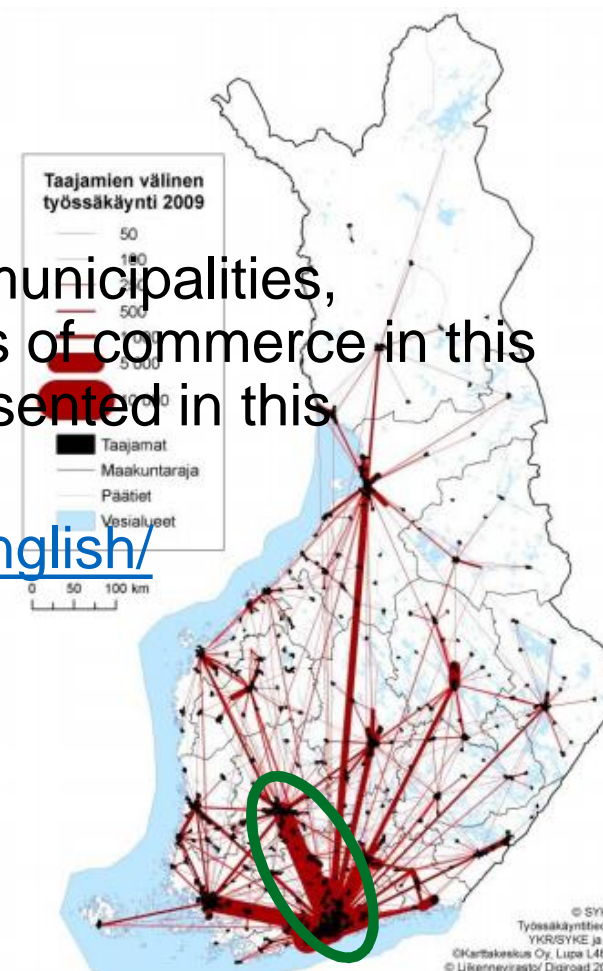 Taajamien välinen
työssäkäynti 2009
50
100
municipalities,
500
s of commerce in this
5 000
sented in this
Taajamat
Maakuntaraja
Päätiet
Vesialueet
nglish/
0 50 100 km
© SY
Työssäkäyntitie
YKR/SYKE ja
©Karttakeskus Oy, Lupa L4
© Liikennevirasto/ Digiroad 2